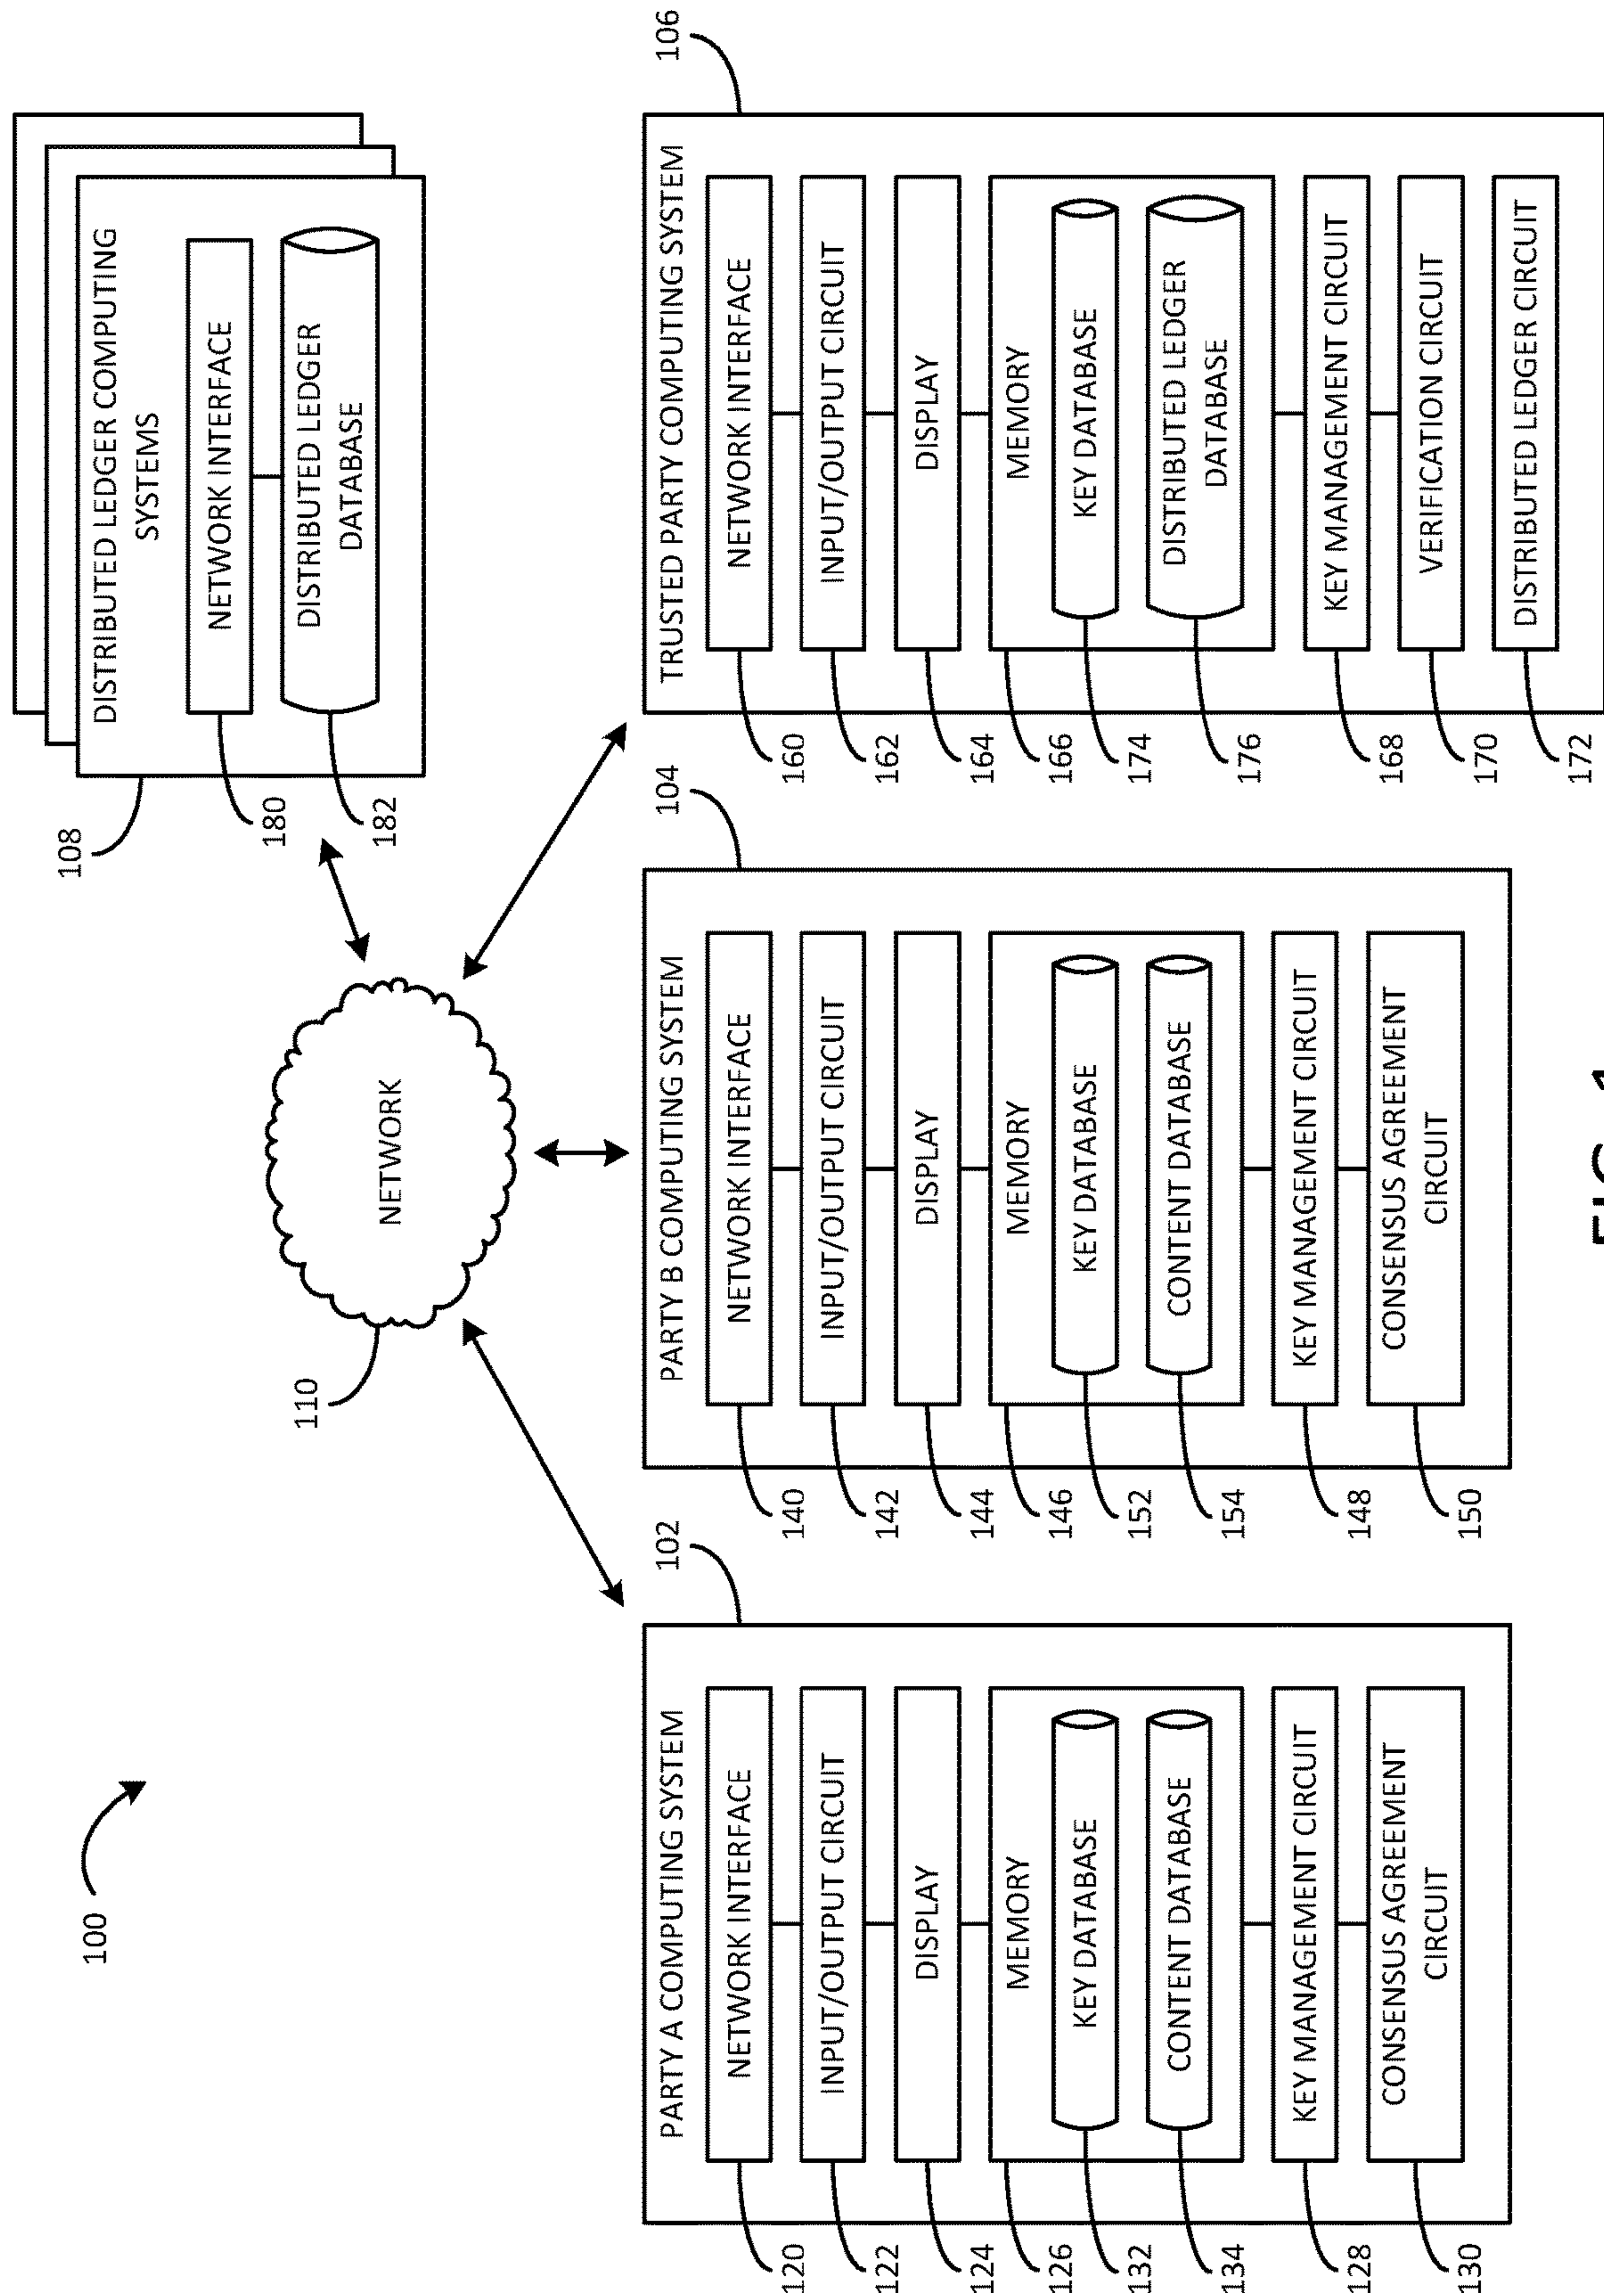 100
108
DISTRIBUTED LEDGER COMPUTING
SYSTEMS
NETWORK INTERFACE
DISTRIBUTED LEDGER
DATABASE
180
182
NETWORK
110
102
PARTY A COMPUTING SYSTEM
NETWORK INTERFACE
INPUT/OUTPUT CIRCUIT
DISPLAY
MEMORY
KEY DATABASE
CONTENT DATABASE
KEY MANAGEMENT CIRCUIT
CONSENSUS AGREEMENT
CIRCUIT
120
122
124
126
132
134
128
130
104
PARTY B COMPUTING SYSTEM
NETWORK INTERFACE
INPUT/OUTPUT CIRCUIT
DISPLAY
MEMORY
KEY DATABASE
CONTENT DATABASE
KEY MANAGEMENT CIRCUIT
CONSENSUS AGREEMENT
CIRCUIT
140
142
144
146
152
154
148
150
106
TRUSTED PARTY COMPUTING SYSTEM
NETWORK INTERFACE
INPUT/OUTPUT CIRCUIT
DISPLAY
MEMORY
KEY DATABASE
DISTRIBUTED LEDGER
DATABASE
KEY MANAGEMENT CIRCUIT
VERIFICATION CIRCUIT
DISTRIBUTED LEDGER CIRCUIT
160
162
164
166
174
176
168
170
172
FIG. 1